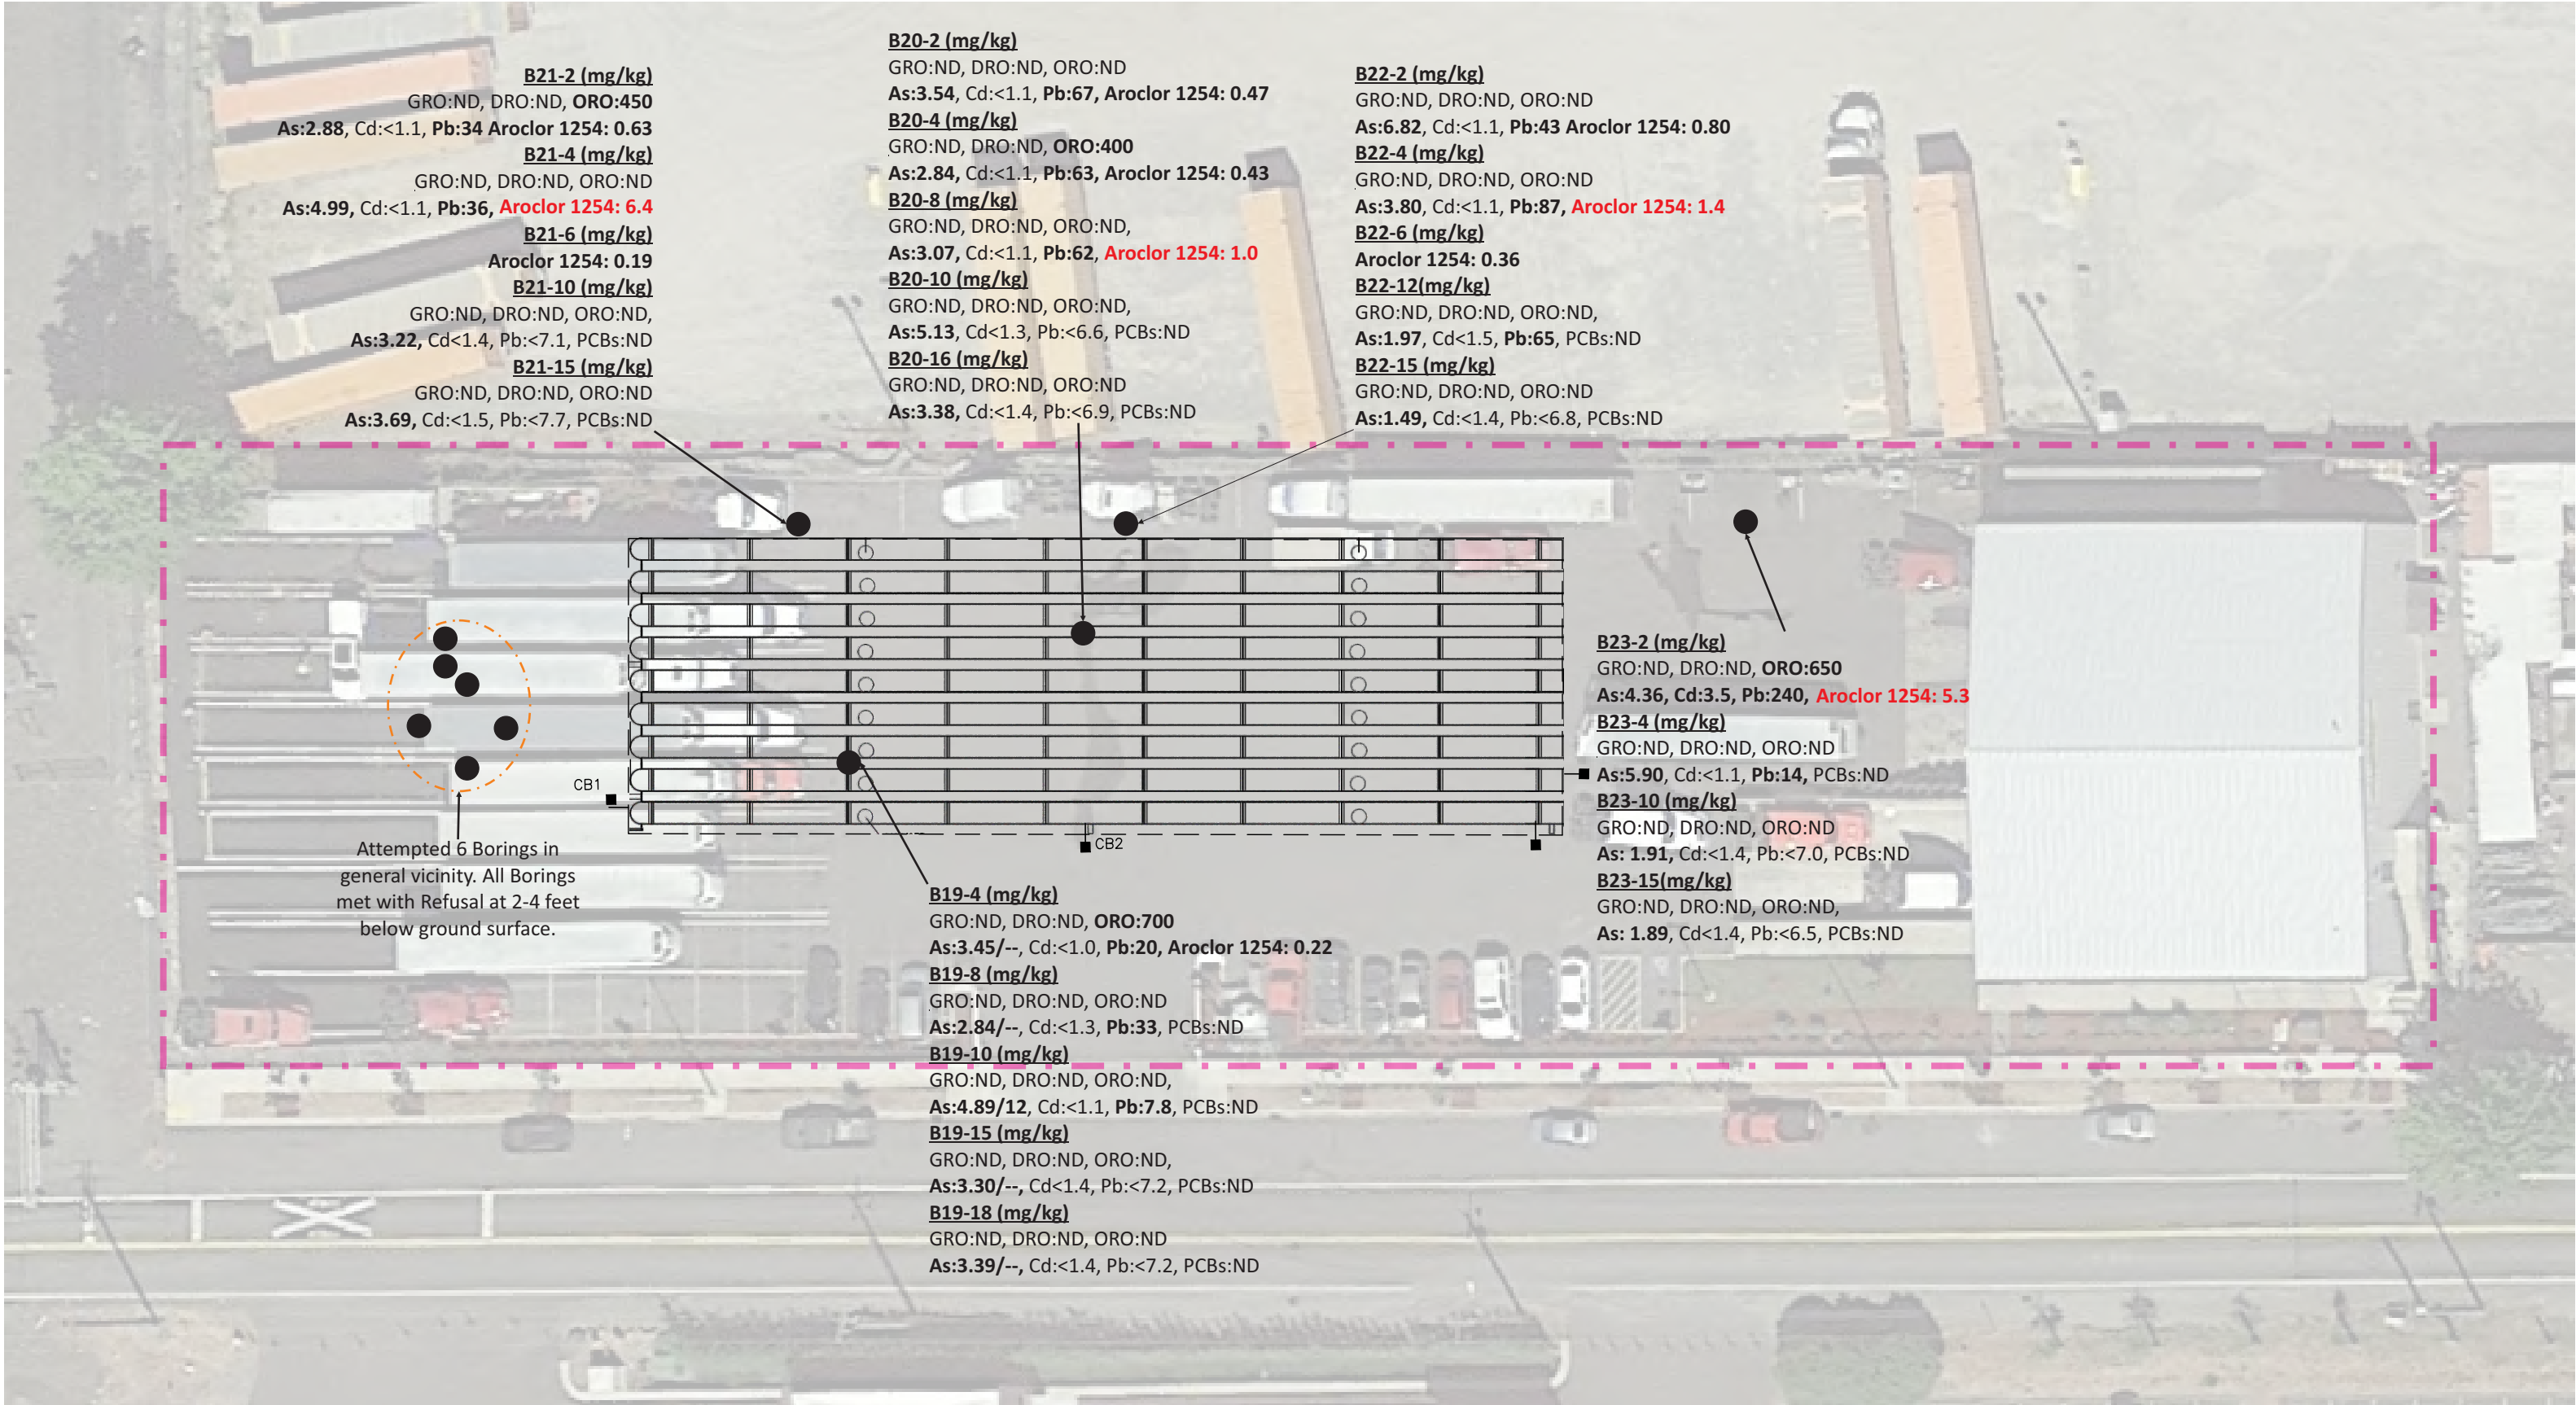 B21-2 (mg/kg)
GRO:ND, DRO:ND, ORO:450
As:2.88, Cd:<1.1, Pb:34 Aroclor 1254: 0.63
B21-4 (mg/kg)
GRO:ND, DRO:ND, ORO:ND
As:4.99, Cd:<1.1, Pb:36, Aroclor 1254: 6.4
B21-6 (mg/kg)
Aroclor 1254: 0.19
B21-10 (mg/kg)
GRO:ND, DRO:ND, ORO:ND,
As:3.22, Cd<1.4, Pb:<7.1, PCBs:ND
B21-15 (mg/kg)
GRO:ND, DRO:ND, ORO:ND
As:3.69, Cd:<1.5, Pb:<7.7, PCBs:ND
B20-2 (mg/kg)
GRO:ND, DRO:ND, ORO:ND
As:3.54, Cd:<1.1, Pb:67, Aroclor 1254: 0.47
B20-4 (mg/kg)
GRO:ND, DRO:ND, ORO:400
As:2.84, Cd:<1.1, Pb:63, Aroclor 1254: 0.43
B20-8 (mg/kg)
GRO:ND, DRO:ND, ORO:ND,
As:3.07, Cd:<1.1, Pb:62, Aroclor 1254: 1.0
B20-10 (mg/kg)
GRO:ND, DRO:ND, ORO:ND,
As:5.13, Cd<1.3, Pb:<6.6, PCBs:ND
B20-16 (mg/kg)
GRO:ND, DRO:ND, ORO:ND
As:3.38, Cd:<1.4, Pb:<6.9, PCBs:ND
B22-2 (mg/kg)
GRO:ND, DRO:ND, ORO:ND
As:6.82, Cd:<1.1, Pb:43 Aroclor 1254: 0.80
B22-4 (mg/kg)
GRO:ND, DRO:ND, ORO:ND
As:3.80, Cd:<1.1, Pb:87, Aroclor 1254: 1.4
B22-6 (mg/kg)
Aroclor 1254: 0.36
B22-12(mg/kg)
GRO:ND, DRO:ND, ORO:ND,
As:1.97, Cd<1.5, Pb:65, PCBs:ND
B22-15 (mg/kg)
GRO:ND, DRO:ND, ORO:ND
As:1.49, Cd:<1.4, Pb:<6.8, PCBs:ND
B23-2 (mg/kg)
GRO:ND, DRO:ND, ORO:650
As:4.36, Cd:3.5, Pb:240, Aroclor 1254: 5.3
B23-4 (mg/kg)
GRO:ND, DRO:ND, ORO:ND
As:5.90, Cd:<1.1, Pb:14, PCBs:ND
B23-10 (mg/kg)
GRO:ND, DRO:ND, ORO:ND
As: 1.91, Cd:<1.4, Pb:<7.0, PCBs:ND
B23-15(mg/kg)
GRO:ND, DRO:ND, ORO:ND,
As: 1.89, Cd<1.4, Pb:<6.5, PCBs:ND
CB1
CB2
Attempted 6 Borings in
general vicinity. All Borings
met with Refusal at 2-4 feet
below ground surface.
B19-4 (mg/kg)
GRO:ND, DRO:ND, ORO:700
As:3.45/--, Cd:<1.0, Pb:20, Aroclor 1254: 0.22
B19-8 (mg/kg)
GRO:ND, DRO:ND, ORO:ND
As:2.84/--, Cd:<1.3, Pb:33, PCBs:ND
B19-10 (mg/kg)
GRO:ND, DRO:ND, ORO:ND,
As:4.89/12, Cd:<1.1, Pb:7.8, PCBs:ND
B19-15 (mg/kg)
GRO:ND, DRO:ND, ORO:ND,
As:3.30/--, Cd<1.4, Pb:<7.2, PCBs:ND
B19-18 (mg/kg)
GRO:ND, DRO:ND, ORO:ND
As:3.39/--, Cd:<1.4, Pb:<7.2, PCBs:ND